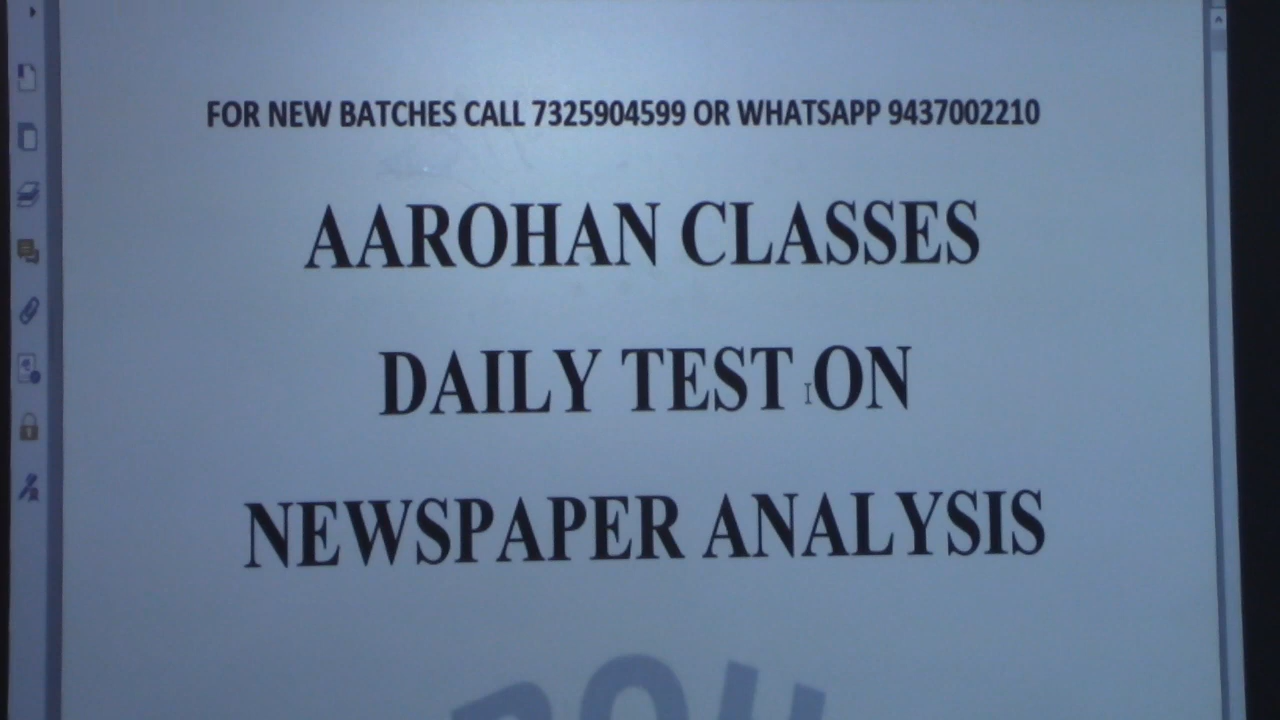 FOR NEW BATCHES CALL 7325904599 OR WHATSAPP 9437002210
AAROHAN CLASSES
DAILY TEST ON
NEWSPAPER ANALYSIS